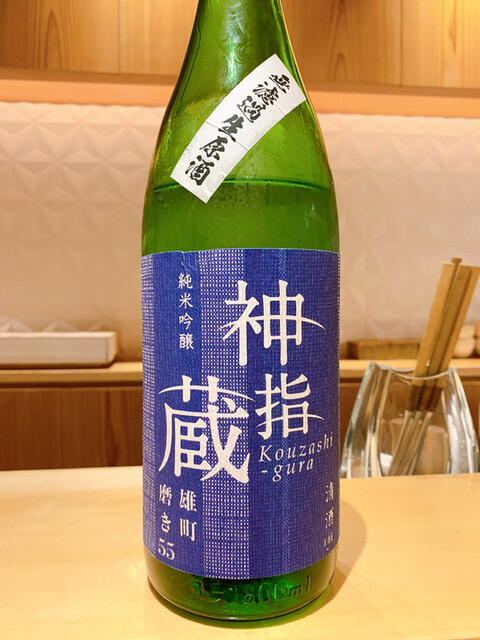 無濾過生原酒
純米吟醸
神指
蔵
Kouzashi
-gura
雄町
磨き55
清酒
1800ml